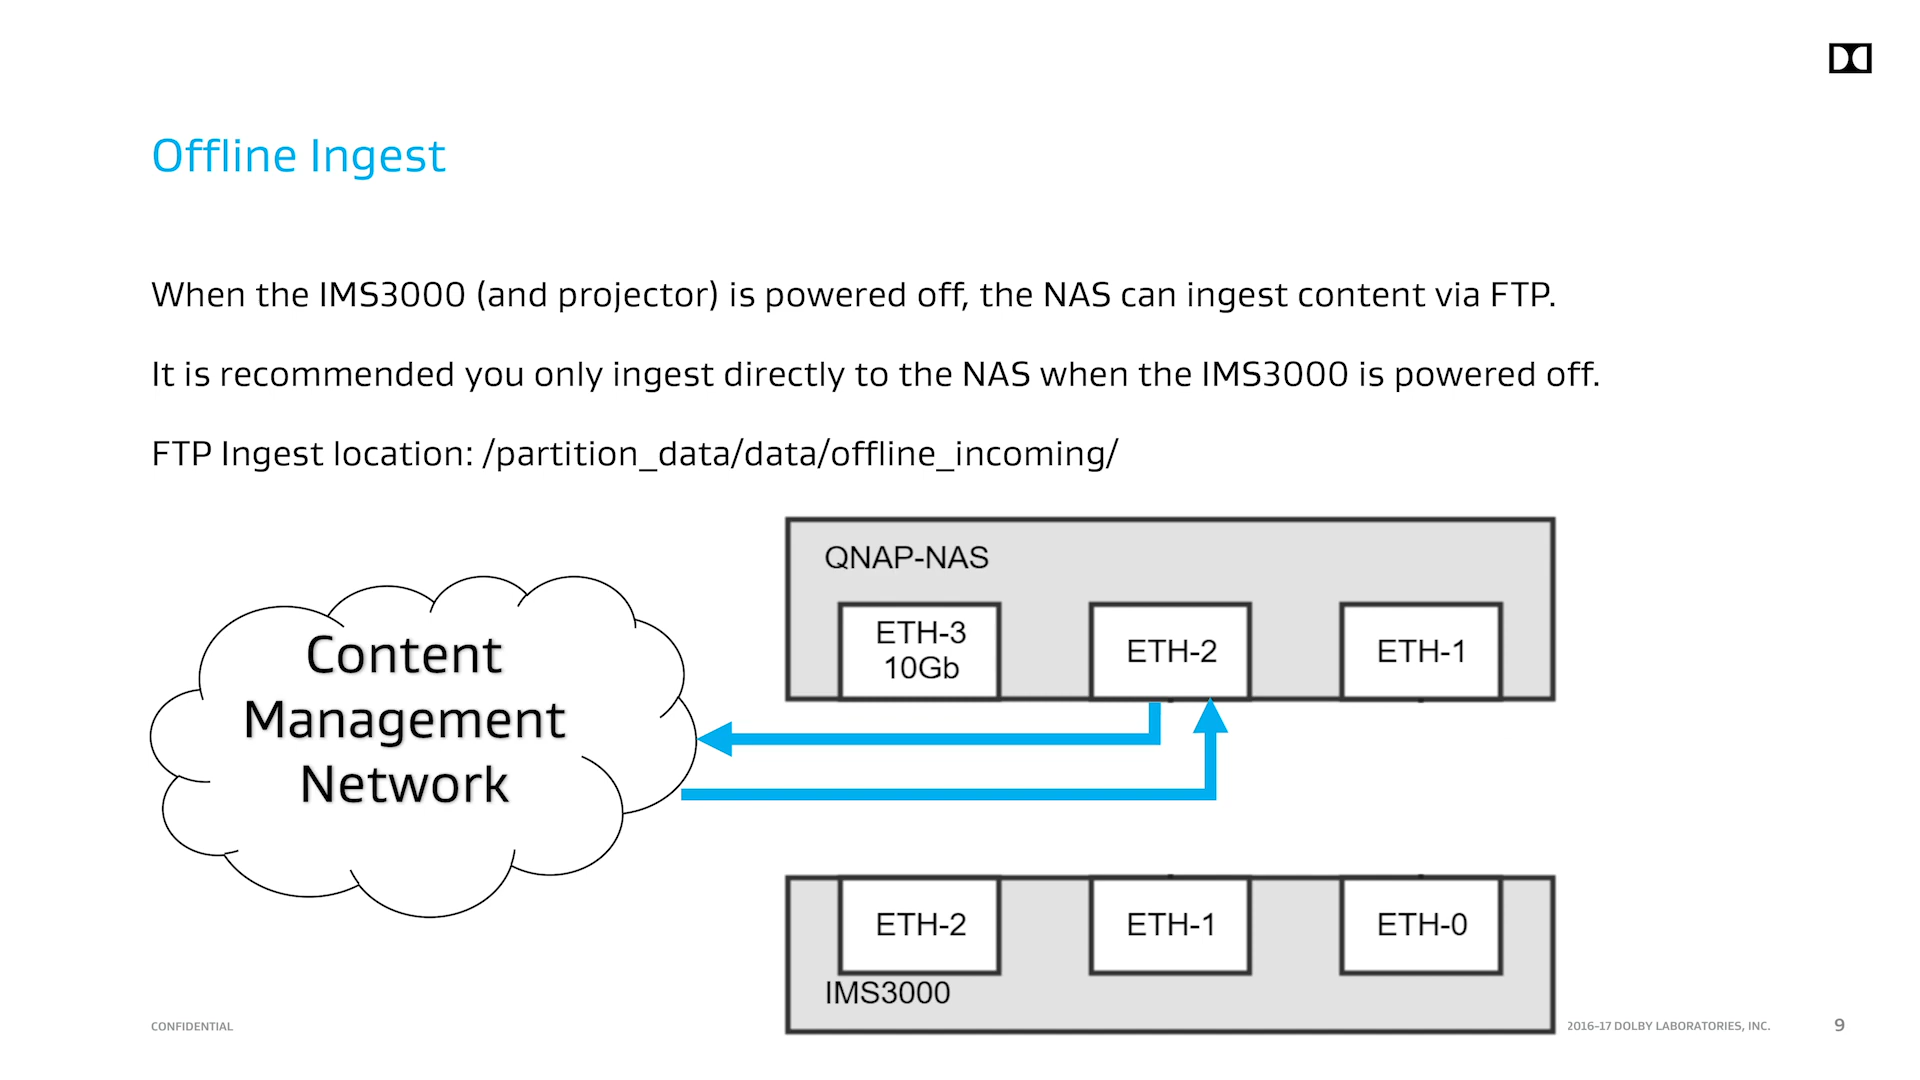 Offline Ingest
When the IMS3000 (and projector) is powered off, the NAS can ingest content via FTP.
It is recommended you only ingest directly to the NAS when the IMS3000 is powered off.
FTP Ingest location: /partition_data/data/offline_incoming/
Content
Management
Network
QNAP-NAS
ETH-3
10Gb
ETH-2
ETH-1
ETH-2
ETH-1
ETH-0
IMS3000
CONFIDENTIAL
2016-17 DOLBY LABORATORIES, INC.
9